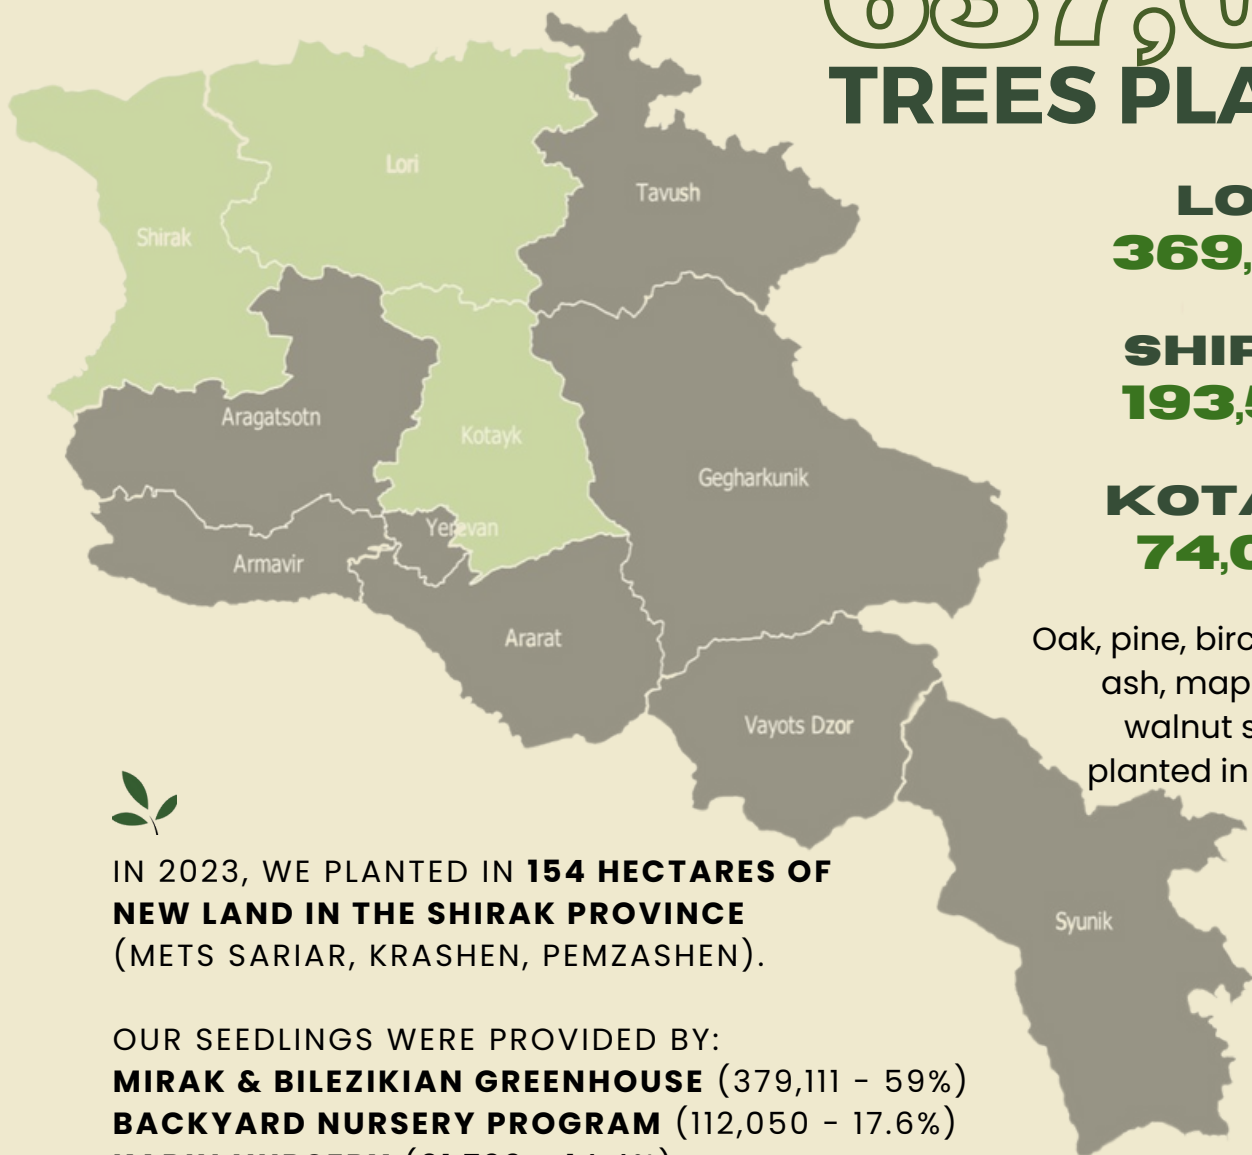 TREES PLA
LO
369,
SHIR
193,5
KOTA
74,0
Oak, pine, birc
ash, map
walnut s
planted in
Lori
Tavush
Shirak
Aragatsotn
Kotayk
Gegharkunik
Yerevan
Armavir
Ararat
Vayots Dzor
Syunik
IN 2023, WE PLANTED IN 154 HECTARES OF
NEW LAND IN THE SHIRAK PROVINCE
(METS SARIAR, KRASHEN, PEMZASHEN).
OUR SEEDLINGS WERE PROVIDED BY:
MIRAK & BILEZIKIAN GREENHOUSE (379,111 - 59%)
BACKYARD NURSERY PROGRAM (112,050 - 17.6%)